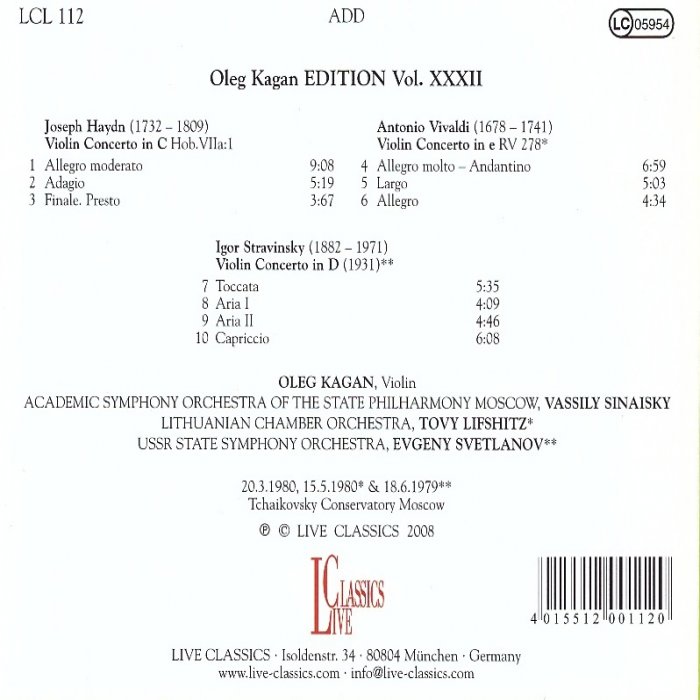 LCL 112
ADD
LC 05954
Oleg Kagan EDITION Vol. XXXII
Joseph Haydn (1732 – 1809)
Violin Concerto in C Hob.VIIa:1
1 Allegro moderato 9:08
2 Adagio 5:19
3 Finale. Presto 3:67
Antonio Vivaldi (1678 – 1741)
Violin Concerto in e RV 278*
4 Allegro molto – Andantino 6:59
5 Largo 5:03
6 Allegro 4:34
Igor Stravinsky (1882 – 1971)
Violin Concerto in D (1931)**
7 Toccata 5:35
8 Aria I 4:09
9 Aria II 4:46
10 Capriccio 6:08
OLEG KAGAN, Violin
ACADEMIC SYMPHONY ORCHESTRA OF THE STATE PHILHARMONY MOSCOW, VASSILY SINAISKY
LITHUANIAN CHAMBER ORCHESTRA, TOVY LIFSHITZ*
USSR STATE SYMPHONY ORCHESTRA, EVGENY SVETLANOV**
20.3.1980, 15.5.1980* & 18.6.1979**
Tchaikovsky Conservatory Moscow
℗ © LIVE CLASSICS 2008
LIVE CLASSICS
4 015512 001120
LIVE CLASSICS · Isoldenstr. 34 · 80804 München · Germany
www.live-classics.com · info@live-classics.com